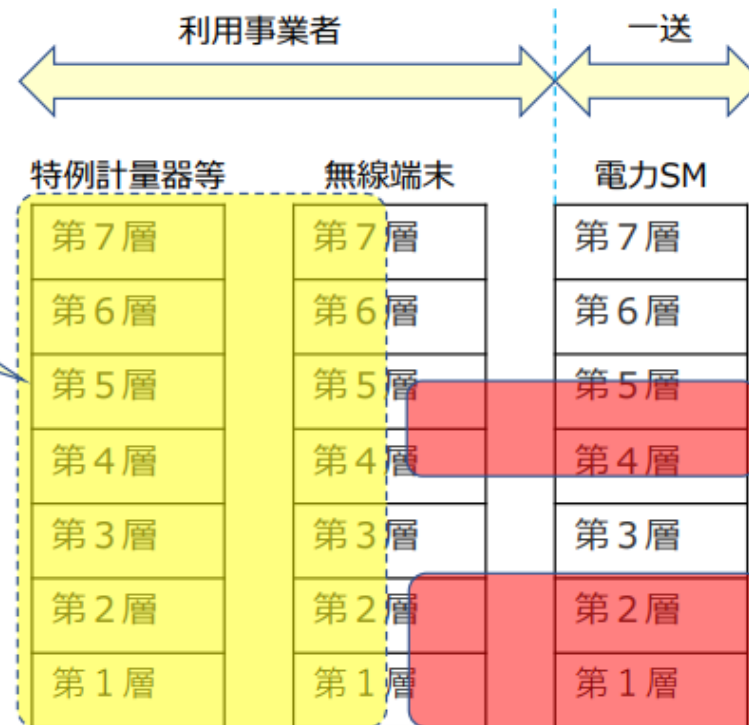 利用事業者
一送
特例計量器等
無線端末
電力SM
第7層
第7層
第7層
第6層
第6層
第6層
第5層
第5層
第5層
第4層
第4層
第4層
第3層
第3層
第3層
第2層
第2層
第2層
第1層
第1層
第1層